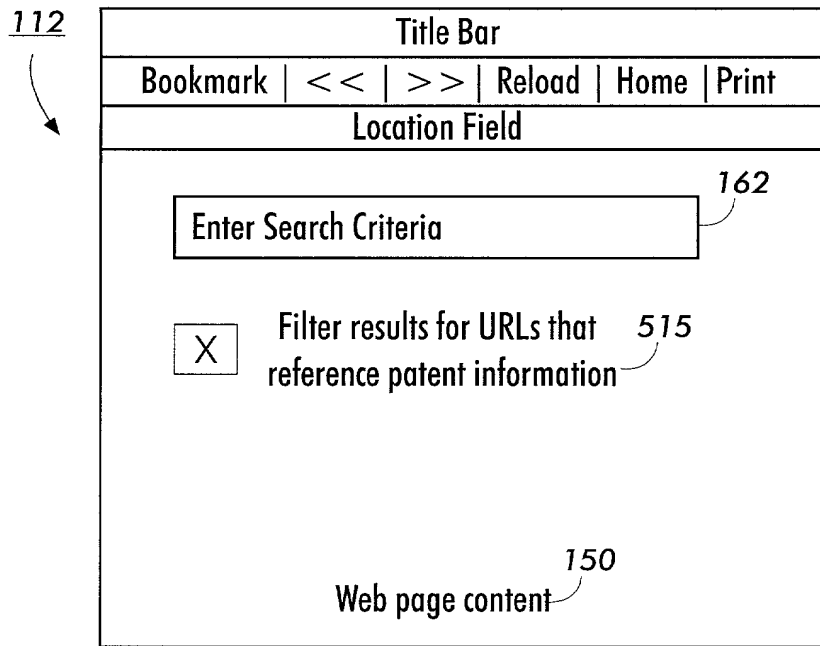 112
Title Bar
Bookmark | << | >> | Reload | Home | Print
Location Field
162
Enter Search Criteria
X
Filter results for URLs that
reference patent information
515
Web page content
150